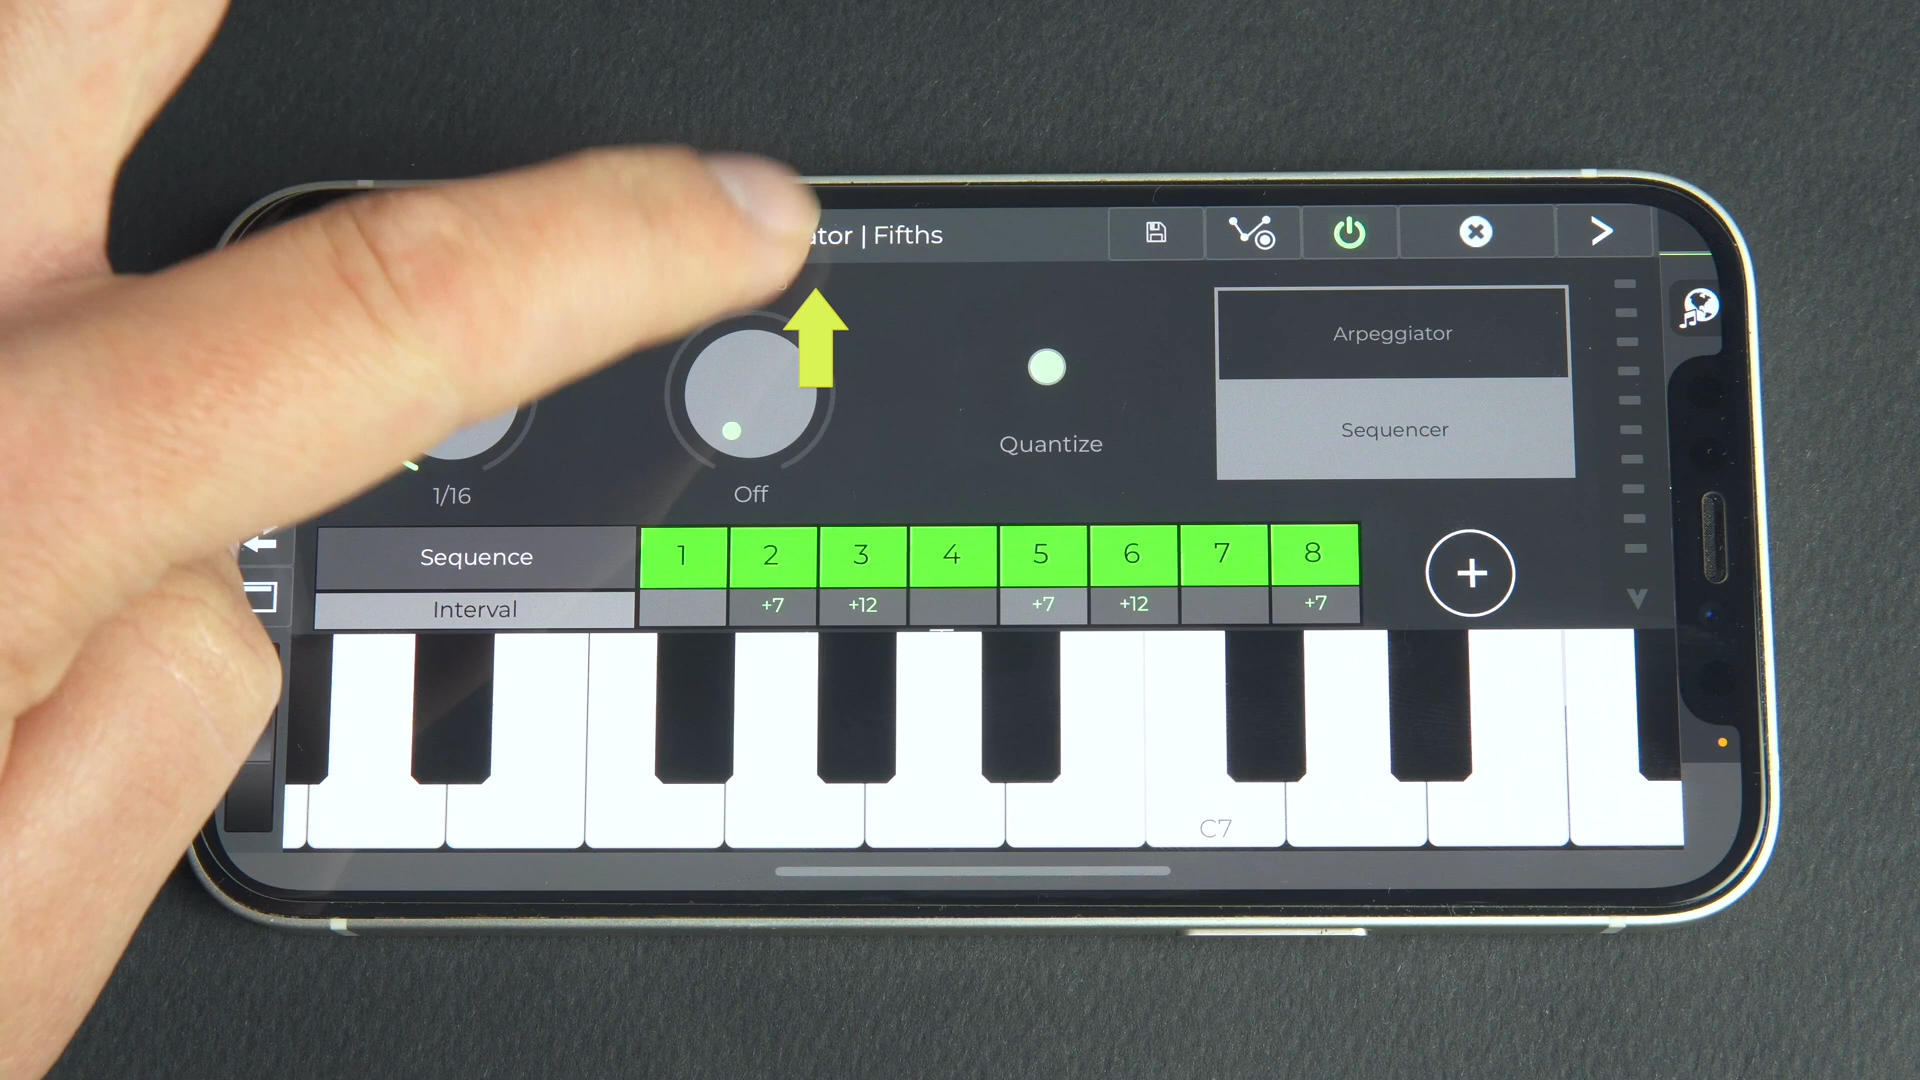 ator | Fifths
Arpeggiator
Sequencer
Quantize
1/16
Off
Sequence 1 2 3 4 5 6 7 8
Interval +7 +12 +7 +12 +7
C7